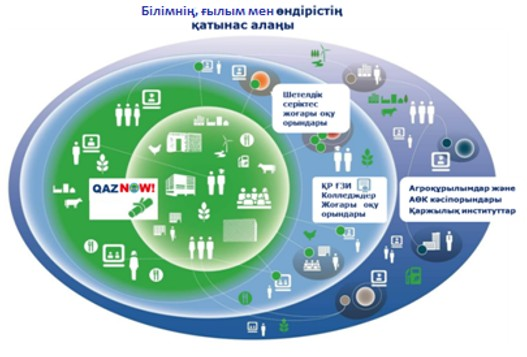 Білімнің, ғылым мен өндірістің
қатынас алаңы
Шетелдік
серіктес
жоғары оқу
орындары
QAZNOW!
ҚР ҒЗИ
Колледждер
Жоғары оқу
орындары
Агроқұрылымдар және
АӨК кәсіпорындары
Қаржылық институттар